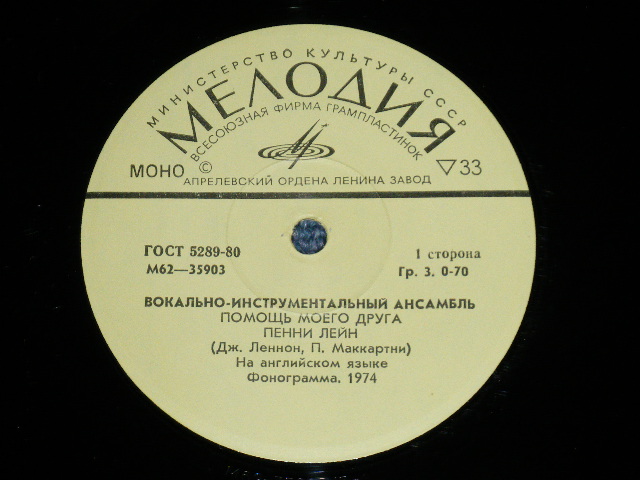 МИНИСТЕРСТВО КУЛЬТУРЫ СССР
МЕЛОДИЯ
ВСЕСОЮЗНАЯ ФИРМА ГРАМПЛАСТИНОК
МОНО © ▽33
АПРЕЛЕВСКИЙ ОРДЕНА ЛЕНИНА ЗАВОД
ГОСТ 5289-80 1 сторона
М62—35903 Гр. 3. 0-70
ВОКАЛЬНО-ИНСТРУМЕНТАЛЬНЫЙ АНСАМБЛЬ
ПОМОЩЬ МОЕГО ДРУГА
ПЕННИ ЛЕЙН
(Дж. Леннон, П. Маккартни)
На английском языке
Фонограмма. 1974